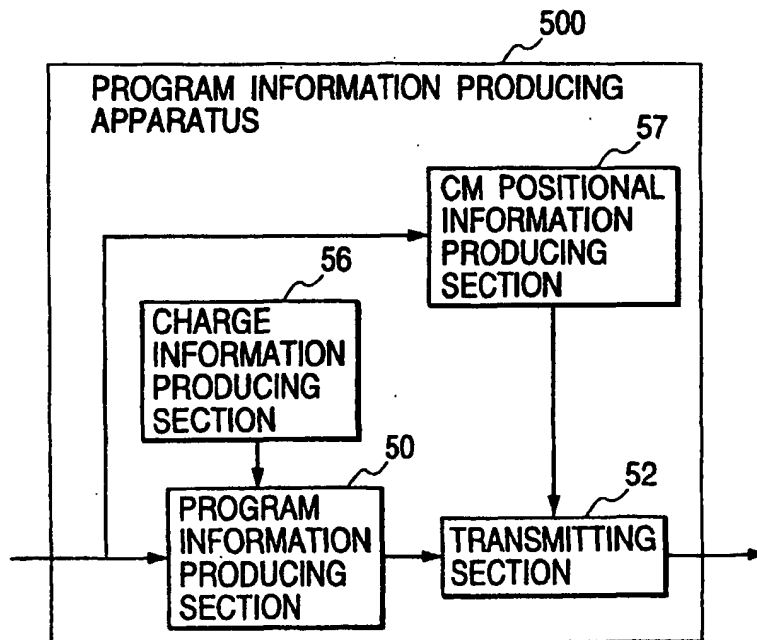 500
PROGRAM INFORMATION PRODUCING
APPARATUS
57
CM POSITIONAL
INFORMATION
PRODUCING
SECTION
56
CHARGE
INFORMATION
PRODUCING
SECTION
50
PROGRAM
INFORMATION
PRODUCING
SECTION
52
TRANSMITTING
SECTION